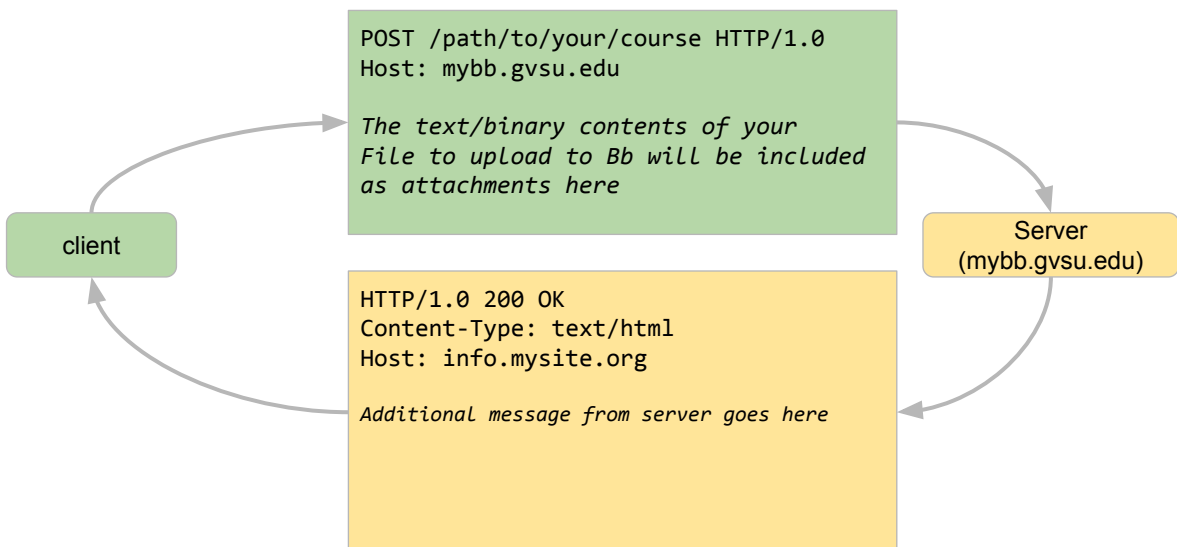 POST /path/to/your/course HTTP/1.0
Host: mybb.gvsu.edu
The text/binary contents of your
File to upload to Bb will be included
as attachments here
client
Server
(mybb.gvsu.edu)
HTTP/1.0 200 OK
Content-Type: text/html
Host: info.mysite.org
Additional message from server goes here